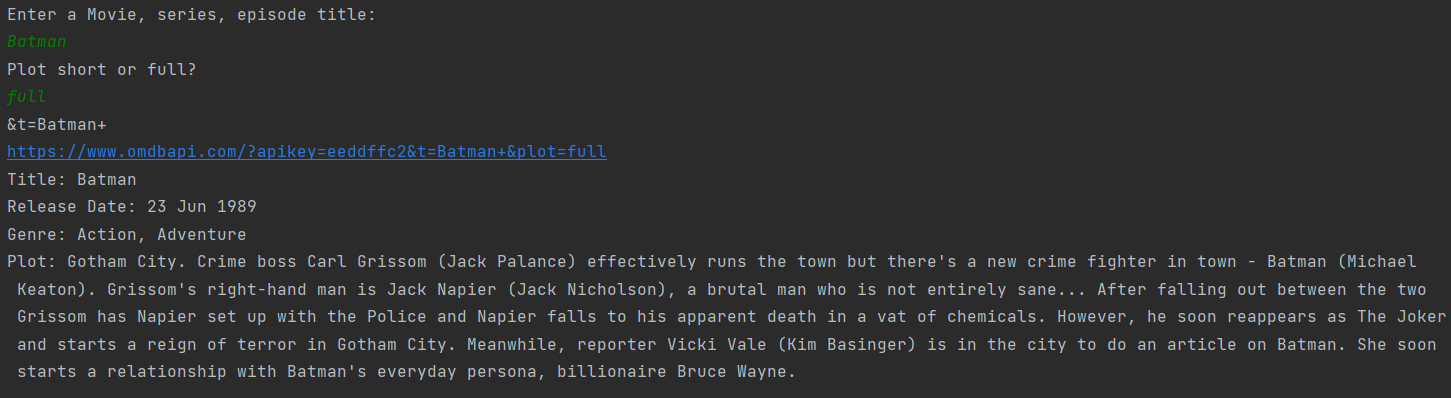 Enter a Movie, series, episode title:
Batman
Plot short or full?
full
&t=Batman+
https://www.omdbapi.com/?apikey=eeddffc2&t=Batman+&plot=full
Title: Batman
Release Date: 23 Jun 1989
Genre: Action, Adventure
Plot: Gotham City. Crime boss Carl Grissom (Jack Palance) effectively runs the town but there's a new crime fighter in town - Batman (Michael
Keaton). Grissom's right-hand man is Jack Napier (Jack Nicholson), a brutal man who is not entirely sane... After falling out between the two
Grissom has Napier set up with the Police and Napier falls to his apparent death in a vat of chemicals. However, he soon reappears as The Joker
and starts a reign of terror in Gotham City. Meanwhile, reporter Vicki Vale (Kim Basinger) is in the city to do an article on Batman. She soon
starts a relationship with Batman's everyday persona, billionaire Bruce Wayne.